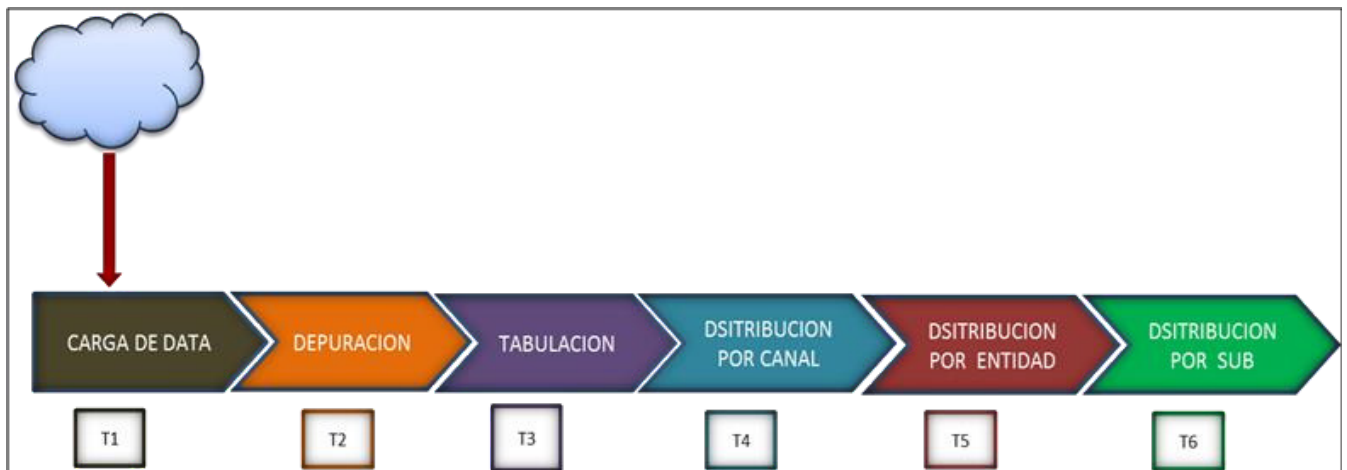 CARGA DE DATA
DEPURACION
TABULACION
DSITRIBUCION
POR CANAL
DSITRIBUCION
POR ENTIDAD
DSITRIBUCION
POR SUB
T1
T2
T3
T4
T5
T6